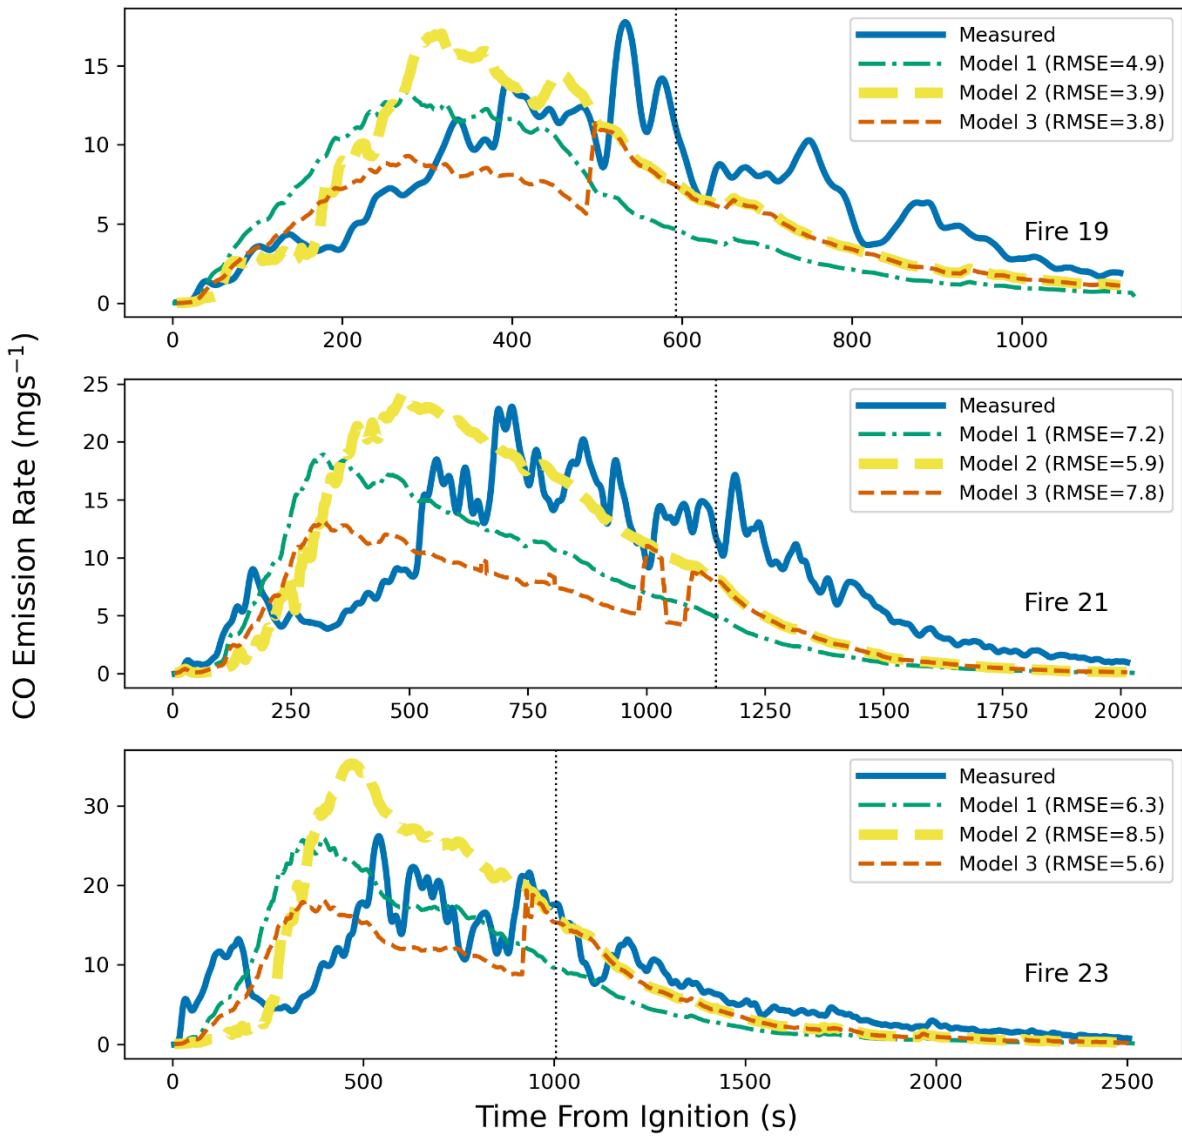 CO Emission Rate (mgs⁻¹)
15
10
5
0
Measured
Model 1 (RMSE=4.9)
Model 2 (RMSE=3.9)
Model 3 (RMSE=3.8)
Fire 19
0 200 400 600 800 1000
25
20
15
10
5
0
Measured
Model 1 (RMSE=7.2)
Model 2 (RMSE=5.9)
Model 3 (RMSE=7.8)
Fire 21
0 250 500 750 1000 1250 1500 1750 2000
30
20
10
0
Measured
Model 1 (RMSE=6.3)
Model 2 (RMSE=8.5)
Model 3 (RMSE=5.6)
Fire 23
0 500 1000 1500 2000 2500
Time From Ignition (s)